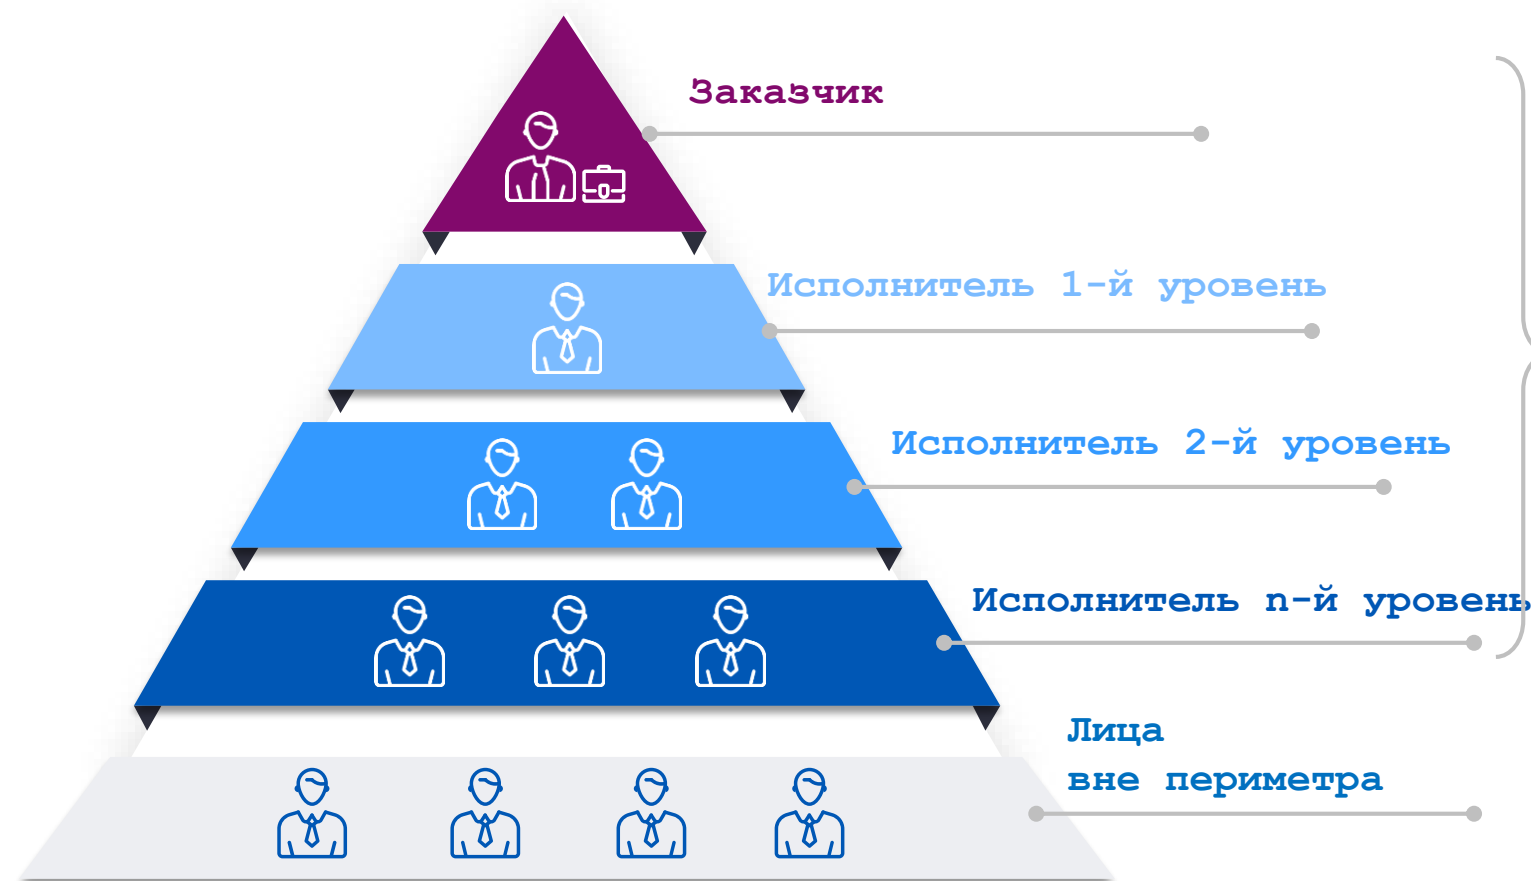 Заказчик
Исполнитель 1-й уровень
Исполнитель 2-й уровень
Исполнитель n-й уровень
Лица
вне периметра